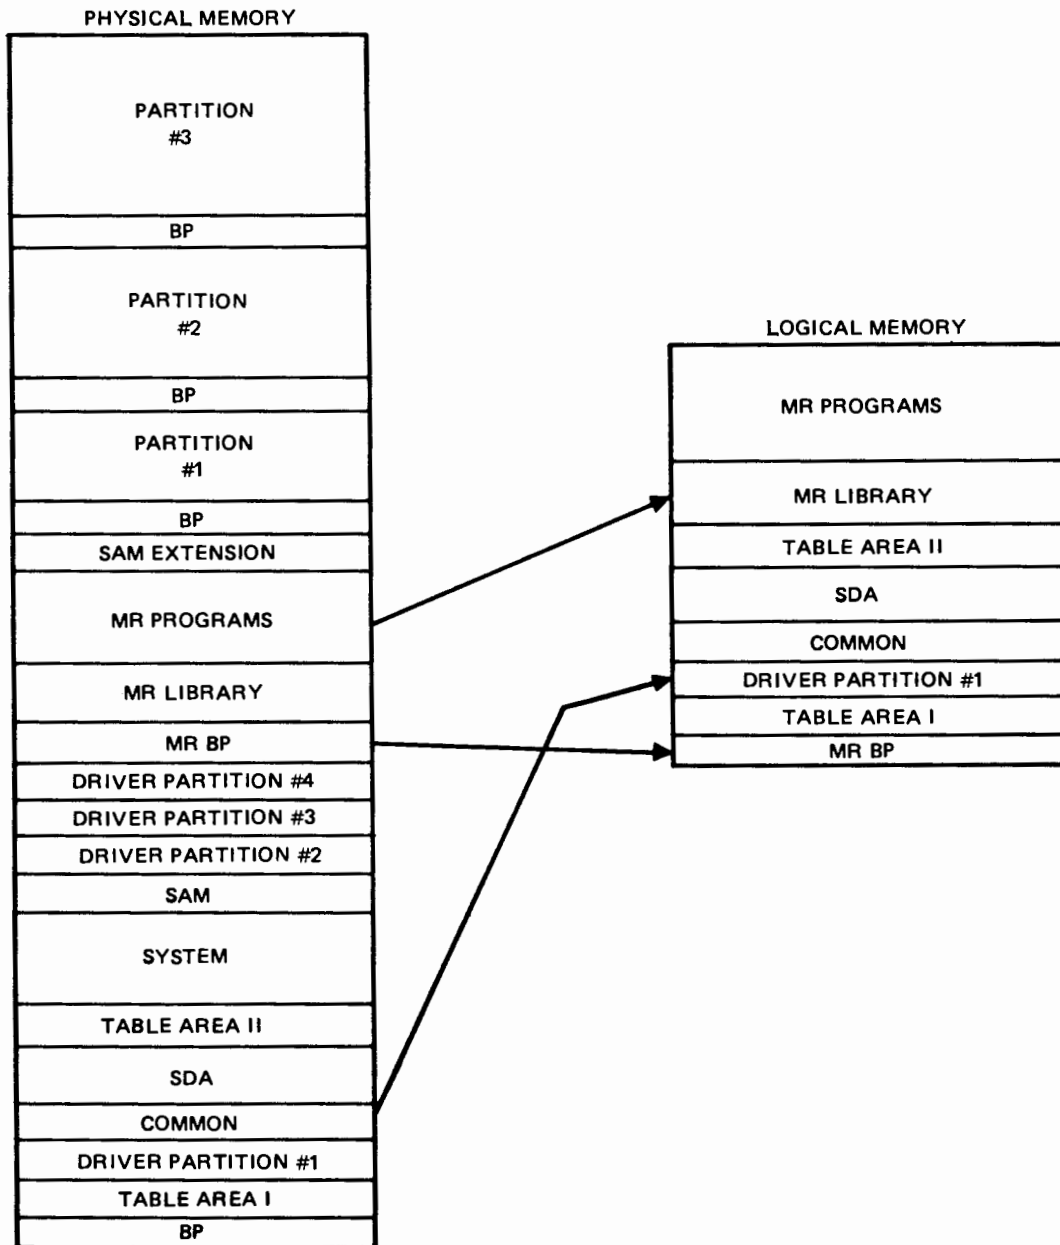 PHYSICAL MEMORY
PARTITION
#3
BP
PARTITION
#2
BP
PARTITION
#1
BP
SAM EXTENSION
MR PROGRAMS
MR LIBRARY
MR BP
DRIVER PARTITION #4
DRIVER PARTITION #3
DRIVER PARTITION #2
SAM
SYSTEM
TABLE AREA II
SDA
COMMON
DRIVER PARTITION #1
TABLE AREA I
BP
LOGICAL MEMORY
MR PROGRAMS
MR LIBRARY
TABLE AREA II
SDA
COMMON
DRIVER PARTITION #1
TABLE AREA I
MR BP